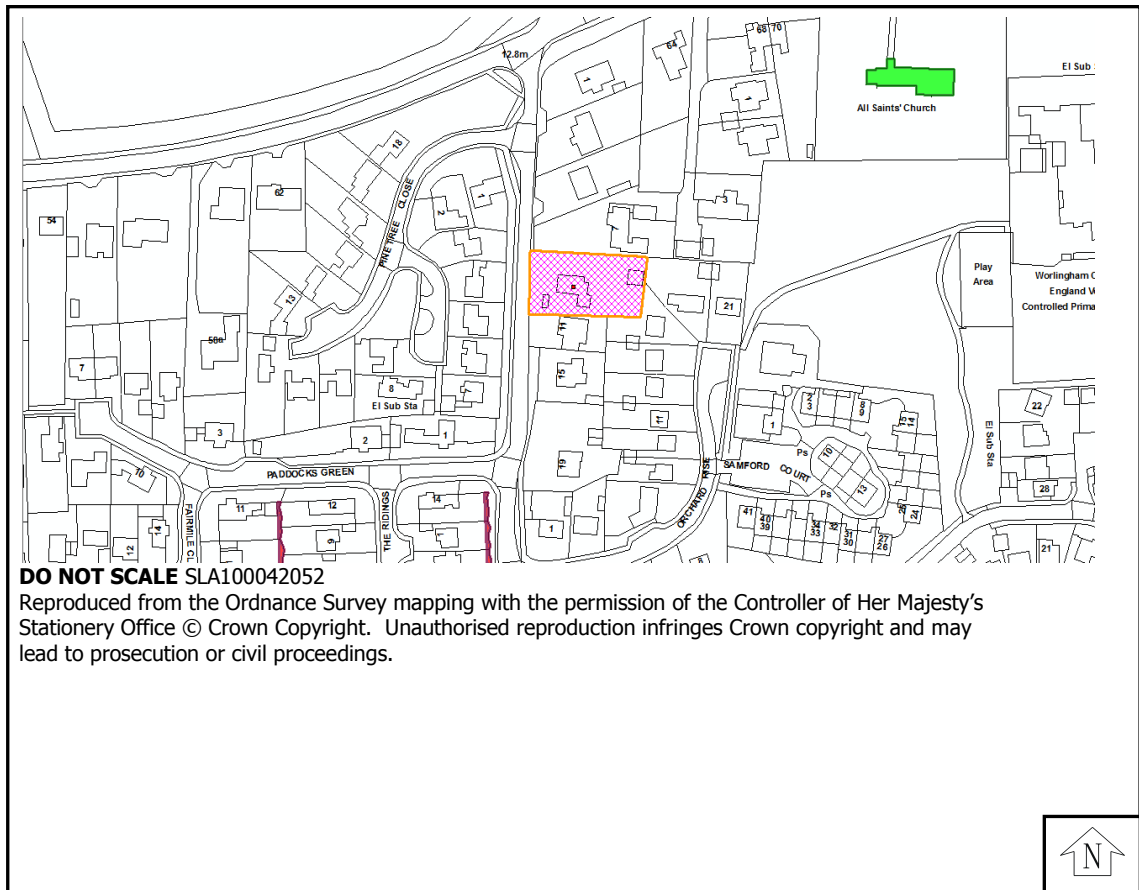 12.8m
64
68 70
El Sub
1
1
All Saints' Church
18
62
54
PINE TREE CLOSE
2
1
3
7
Play
Area
Worlingham C
England V
Controlled Prima
13
58a
21
11
7
15
8
7
El Sub Sta
2
3
8
9
22
15
14
1
11
Ps
10
3
2
1
10
PADDOCKS GREEN
19
SAMFORD COURT
Ps
13
El Sub Sta
28
ORCHARD RISE
FAIRMILE CL
THE RIDINGS
11
12
14
14
12
9
1
1
41
40
39
34
33
32
31
30
27
26
25
24
21
DO NOT SCALE SLA100042052
Reproduced from the Ordnance Survey mapping with the permission of the Controller of Her Majesty's
Stationery Office © Crown Copyright. Unauthorised reproduction infringes Crown copyright and may
lead to prosecution or civil proceedings.
N